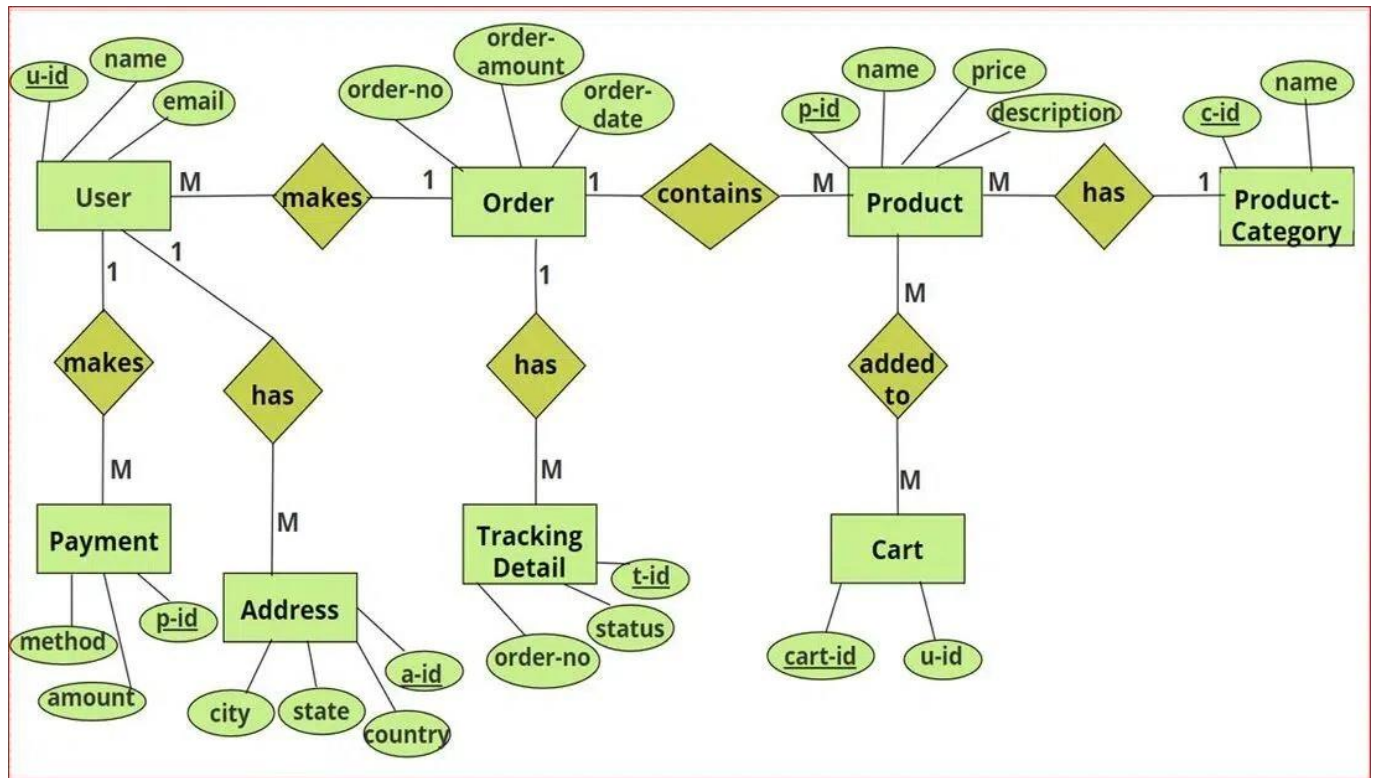 order-
amount
name
u-id
email
order-no
order-
date
name
price
p-id
description
name
c-id
User
M
makes
1
Order
1
contains
M
Product
M
has
1
Product-
Category
1
1
1
M
makes
has
has
added
to
M
M
M
M
Payment
Address
Tracking
Detail
Cart
method
amount
p-id
city
state
country
a-id
order-no
status
t-id
cart-id
u-id